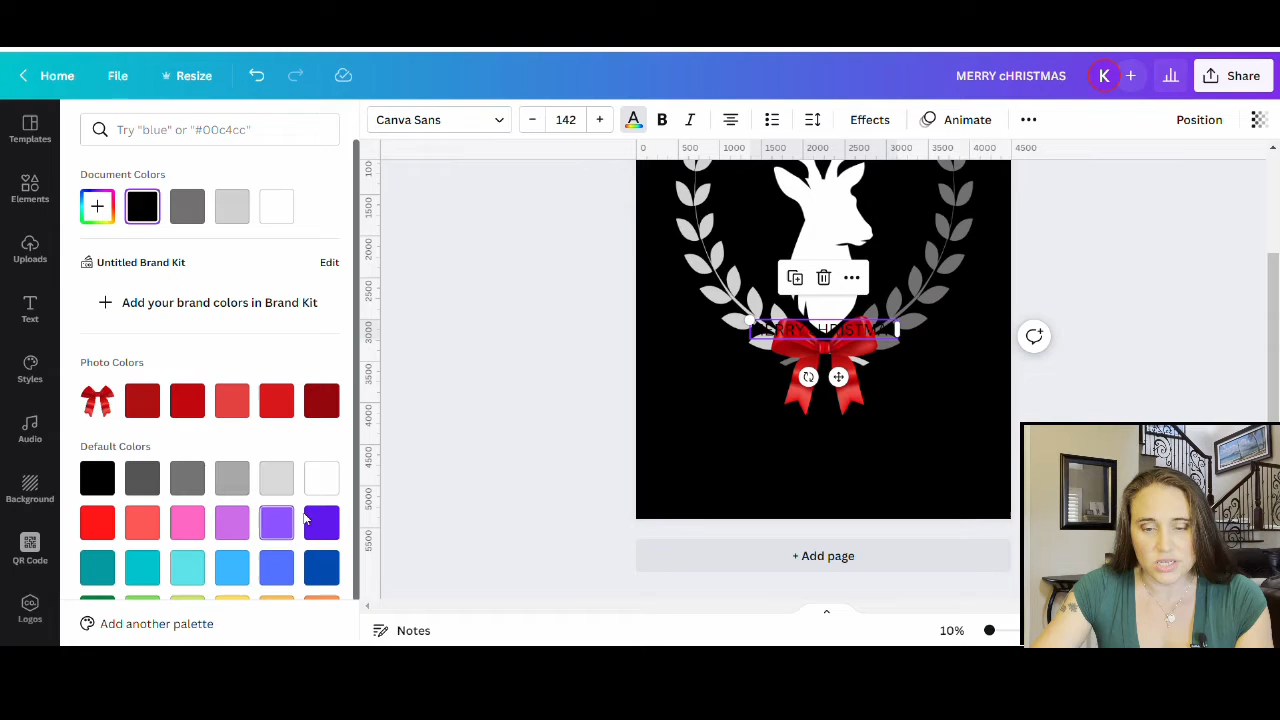 Home File Resize MERRY cHRISTMAS K Share
Templates
Elements
Uploads
Text
Styles
Audio
Background
QR Code
CO.
Logos
Try "blue" or "#00c4cc"
Document Colors
Untitled Brand Kit Edit
Add your brand colors in Brand Kit
Photo Colors
Default Colors
Add another palette
Canva Sans 142 A B I Effects Animate Position
0 500 1000 1500 2000 2500 3000 3500 4000 4500
100
1500
2000
2500
3000
3500
4000
4500
5000
5500
MERRY cHRISTMAS
+ Add page
Notes 10%